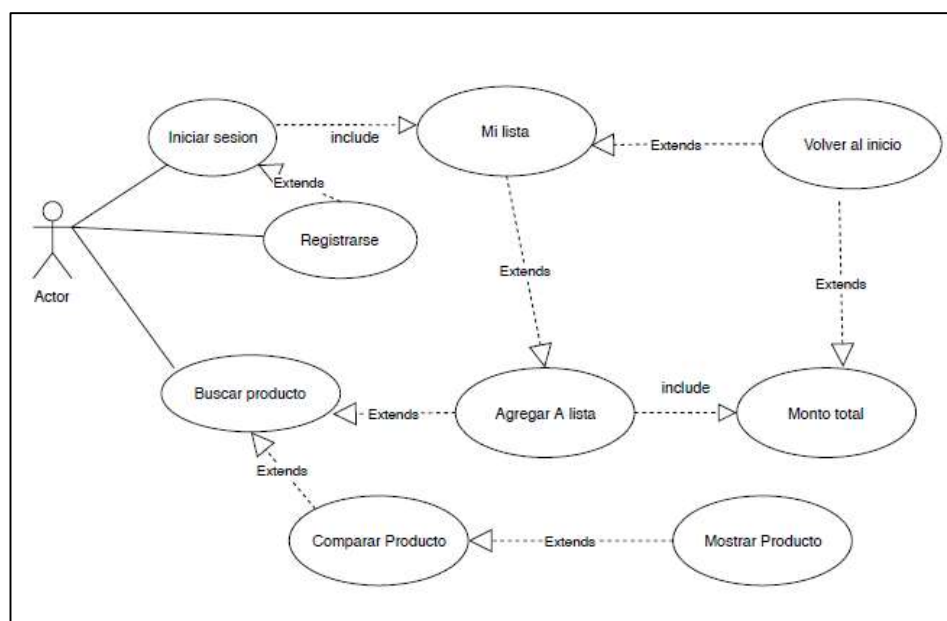 Iniciar sesion
include
Mi lista
Extends
Volver al inicio
Extends
Registrarse
Actor
Extends
Extends
Buscar producto
Extends
Agregar A lista
include
Monto total
Extends
Comparar Producto
Extends
Mostrar Producto